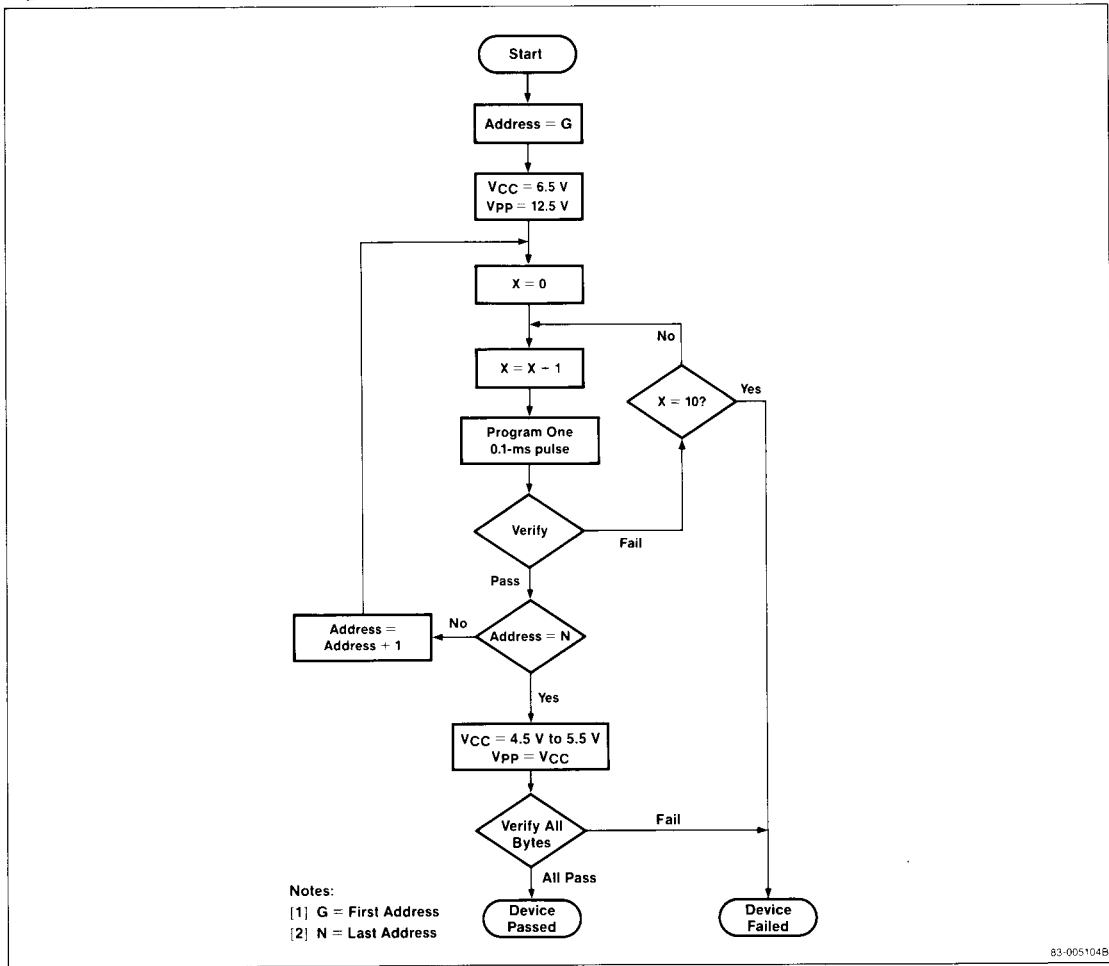 Start
Address = G
VCC = 6.5 V
VPP = 12.5 V
X = 0
No
X = X + 1
X = 10?
Yes
Program One
0.1-ms pulse
Verify
Fail
Pass
Address =
Address + 1
No
Address = N
Yes
VCC = 4.5 V to 5.5 V
VPP = VCC
Verify All
Bytes
Fail
All Pass
Notes:
[1] G = First Address
[2] N = Last Address
Device
Passed
Device
Failed
83-005104B